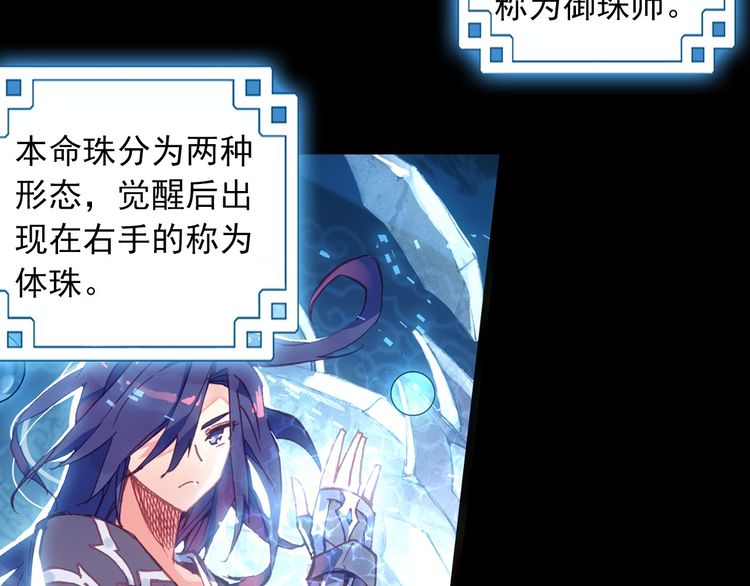 称为御珠师。
本命珠分为两种
形态，觉醒后出
现在右手的称为
体珠。